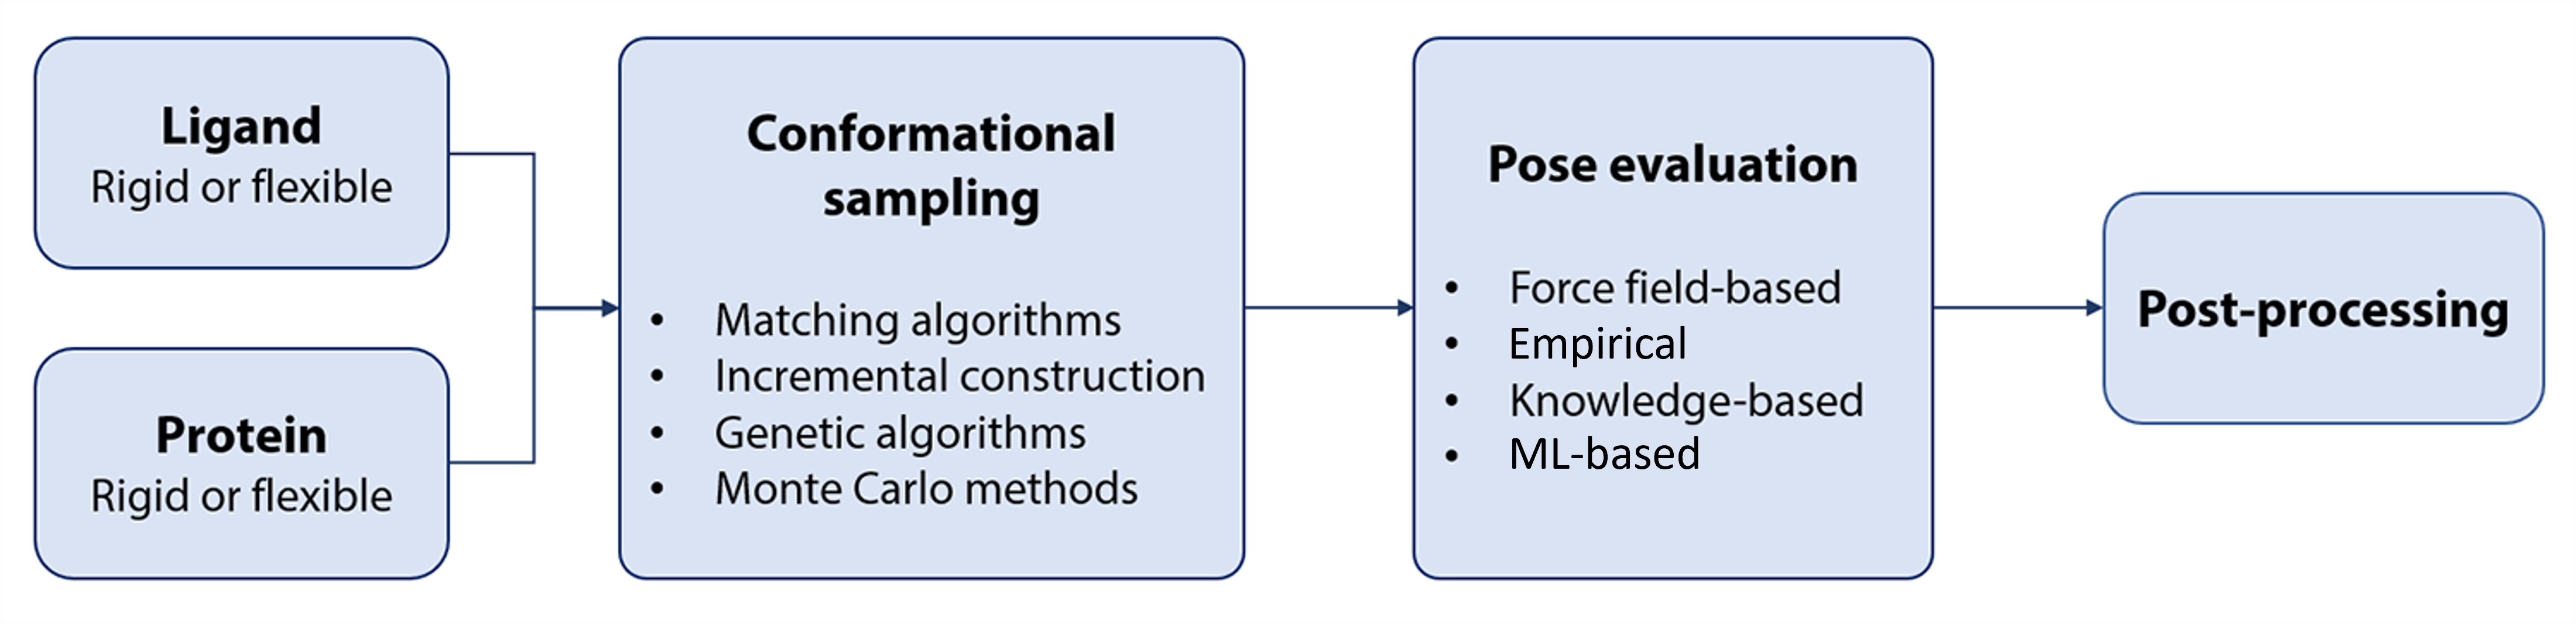 Ligand
Rigid or flexible
Protein
Rigid or flexible
Conformational
sampling
• Matching algorithms
• Incremental construction
• Genetic algorithms
• Monte Carlo methods
Pose evaluation
• Force field-based
• Empirical
• Knowledge-based
• ML-based
Post-processing